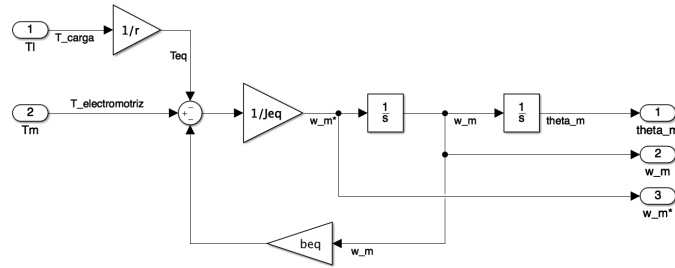 1
Tl
T_carga
1/r
Teq
2
Tm
T_electromotriz
+
−
−
1/Jeq
w_m*
1
s
w_m
1
s
theta_m
1
theta_m
2
w_m
3
w_m*
beq
w_m